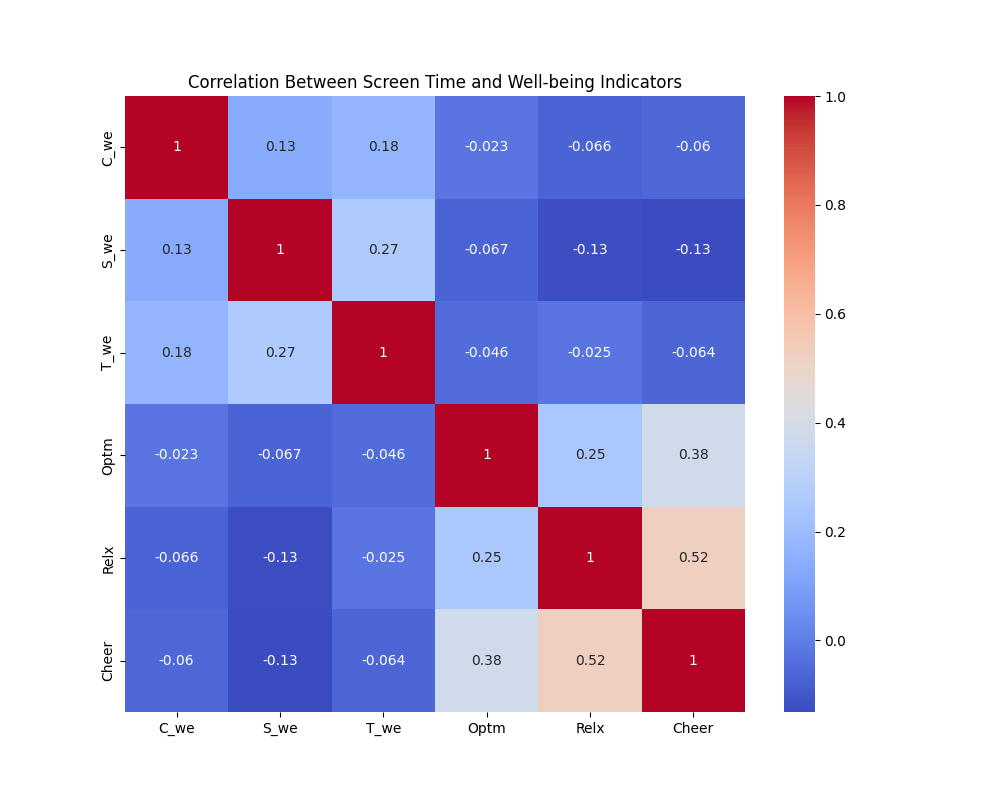 Correlation Between Screen Time and Well-being Indicators
C_we 1 0.13 0.18 -0.023 -0.066 -0.06
S_we 0.13 1 0.27 -0.067 -0.13 -0.13
T_we 0.18 0.27 1 -0.046 -0.025 -0.064
Optm -0.023 -0.067 -0.046 1 0.25 0.38
Relx -0.066 -0.13 -0.025 0.25 1 0.52
Cheer -0.06 -0.13 -0.064 0.38 0.52 1
C_we S_we T_we Optm Relx Cheer
1.0
0.8
0.6
0.4
0.2
0.0